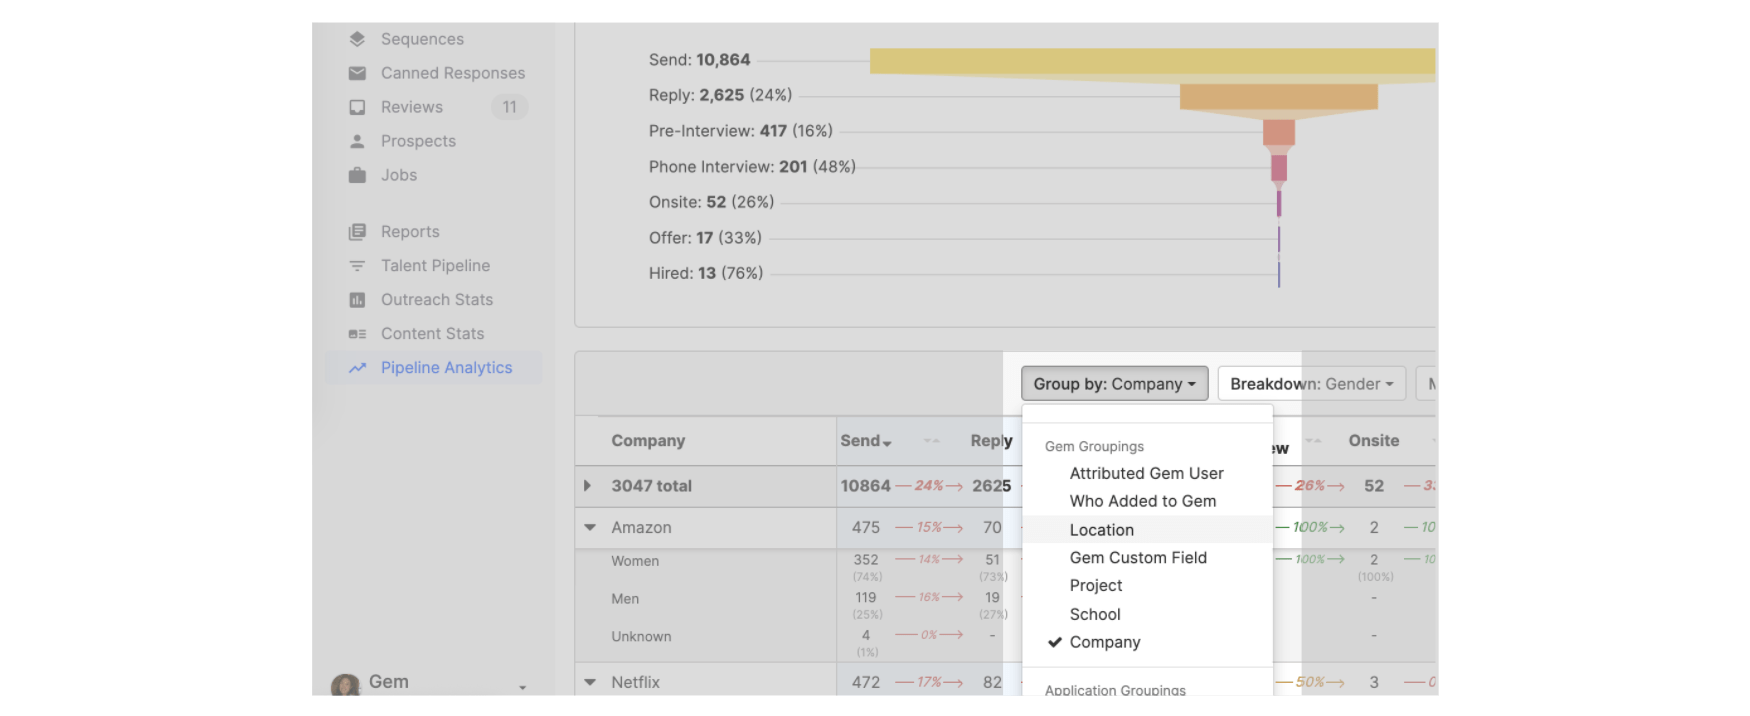 Sequences
Canned Responses
Reviews 11
Prospects
Jobs
Reports
Talent Pipeline
Outreach Stats
Content Stats
Pipeline Analytics
Gem
Send: 10,864
Reply: 2,625 (24%)
Pre-Interview: 417 (16%)
Phone Interview: 201 (48%)
Onsite: 52 (26%)
Offer: 17 (33%)
Hired: 13 (76%)
Group by: Company Breakdown: Gender
Company Send Reply Onsite
3047 total 10864 24% 2625 26% 52
Amazon 475 15% 70 100% 2
Women 352 14% 51 100% 2
(74%) (73%) (100%)
Men 119 16% 19 -
(25%) (27%)
Unknown 4 0% - -
(1%)
Netflix 472 17% 82 50% 3
Gem Groupings
Attributed Gem User
Who Added to Gem
Location
Gem Custom Field
Project
School
Company
Application Groupings